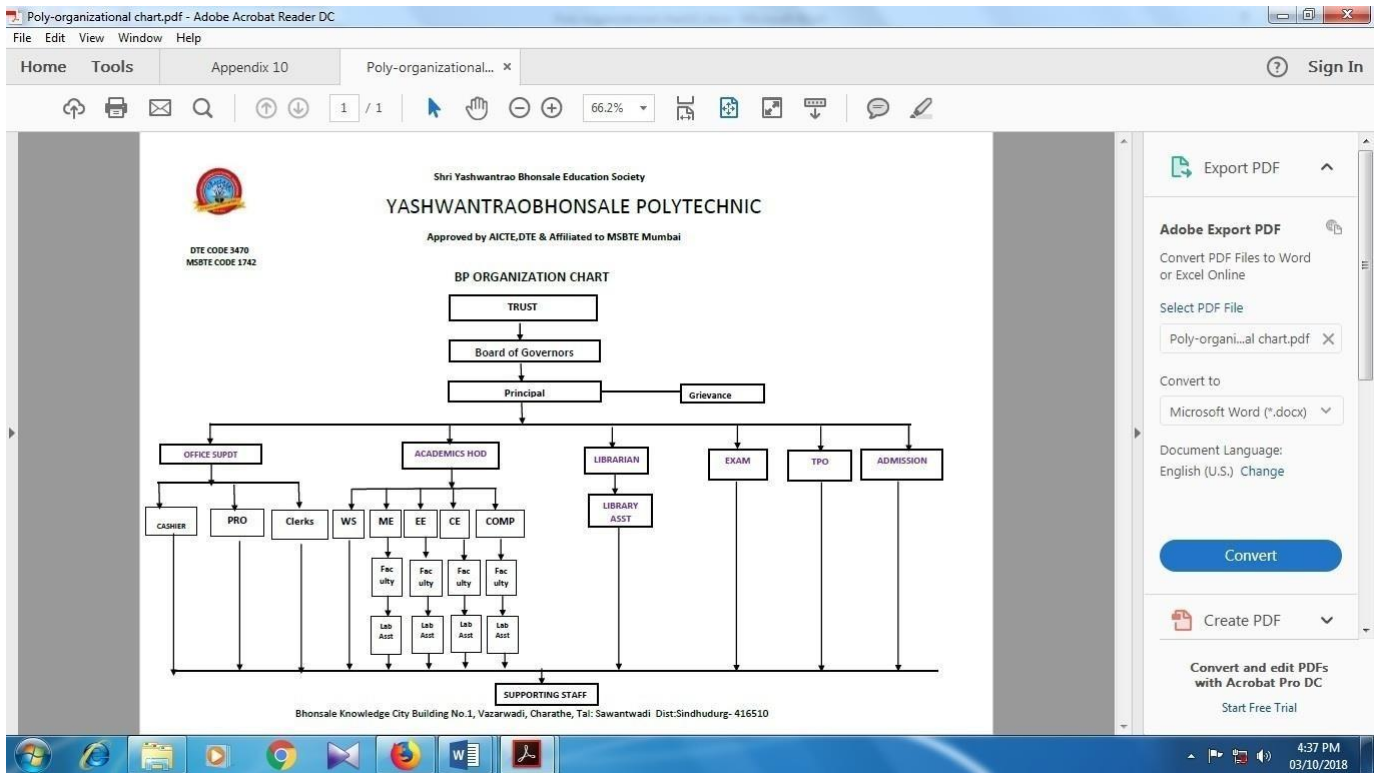 Poly-organizational chart.pdf - Adobe Acrobat Reader DC
File Edit View Window Help
Home Tools Appendix 10 Poly-organizational... × Sign In
1 / 1 66.2%
Shri Yashwantrao Bhonsale Education Society
YASHWANTRAOBHONSALE POLYTECHNIC
Approved by AICTE,DTE & Affiliated to MSBTE Mumbai
DTE CODE 3470
MSBTE CODE 1742
BP ORGANIZATION CHART
TRUST
Board of Governors
Principal Grievance
OFFICE SUPDT ACADEMICS HOD LIBRARIAN EXAM TPO ADMISSION
LIBRARY
ASST
CASHIER PRO Clerks WS ME EE CE COMP
Fac Fac Fac Fac
ulty ulty ulty ulty
Lab Lab Lab Lab
Asst Asst Asst Asst
SUPPORTING STAFF
Bhonsale Knowledge City Building No.1, Vazarwadi, Charathe, Tal: Sawantwadi Dist:Sindhudurg- 416510
Export PDF
Adobe Export PDF
Convert PDF Files to Word
or Excel Online
Select PDF File
Poly-organi...al chart.pdf
Convert to
Microsoft Word (*.docx)
Document Language:
English (U.S.) Change
Convert
Create PDF
Convert and edit PDFs
with Acrobat Pro DC
Start Free Trial
4:37 PM
03/10/2018